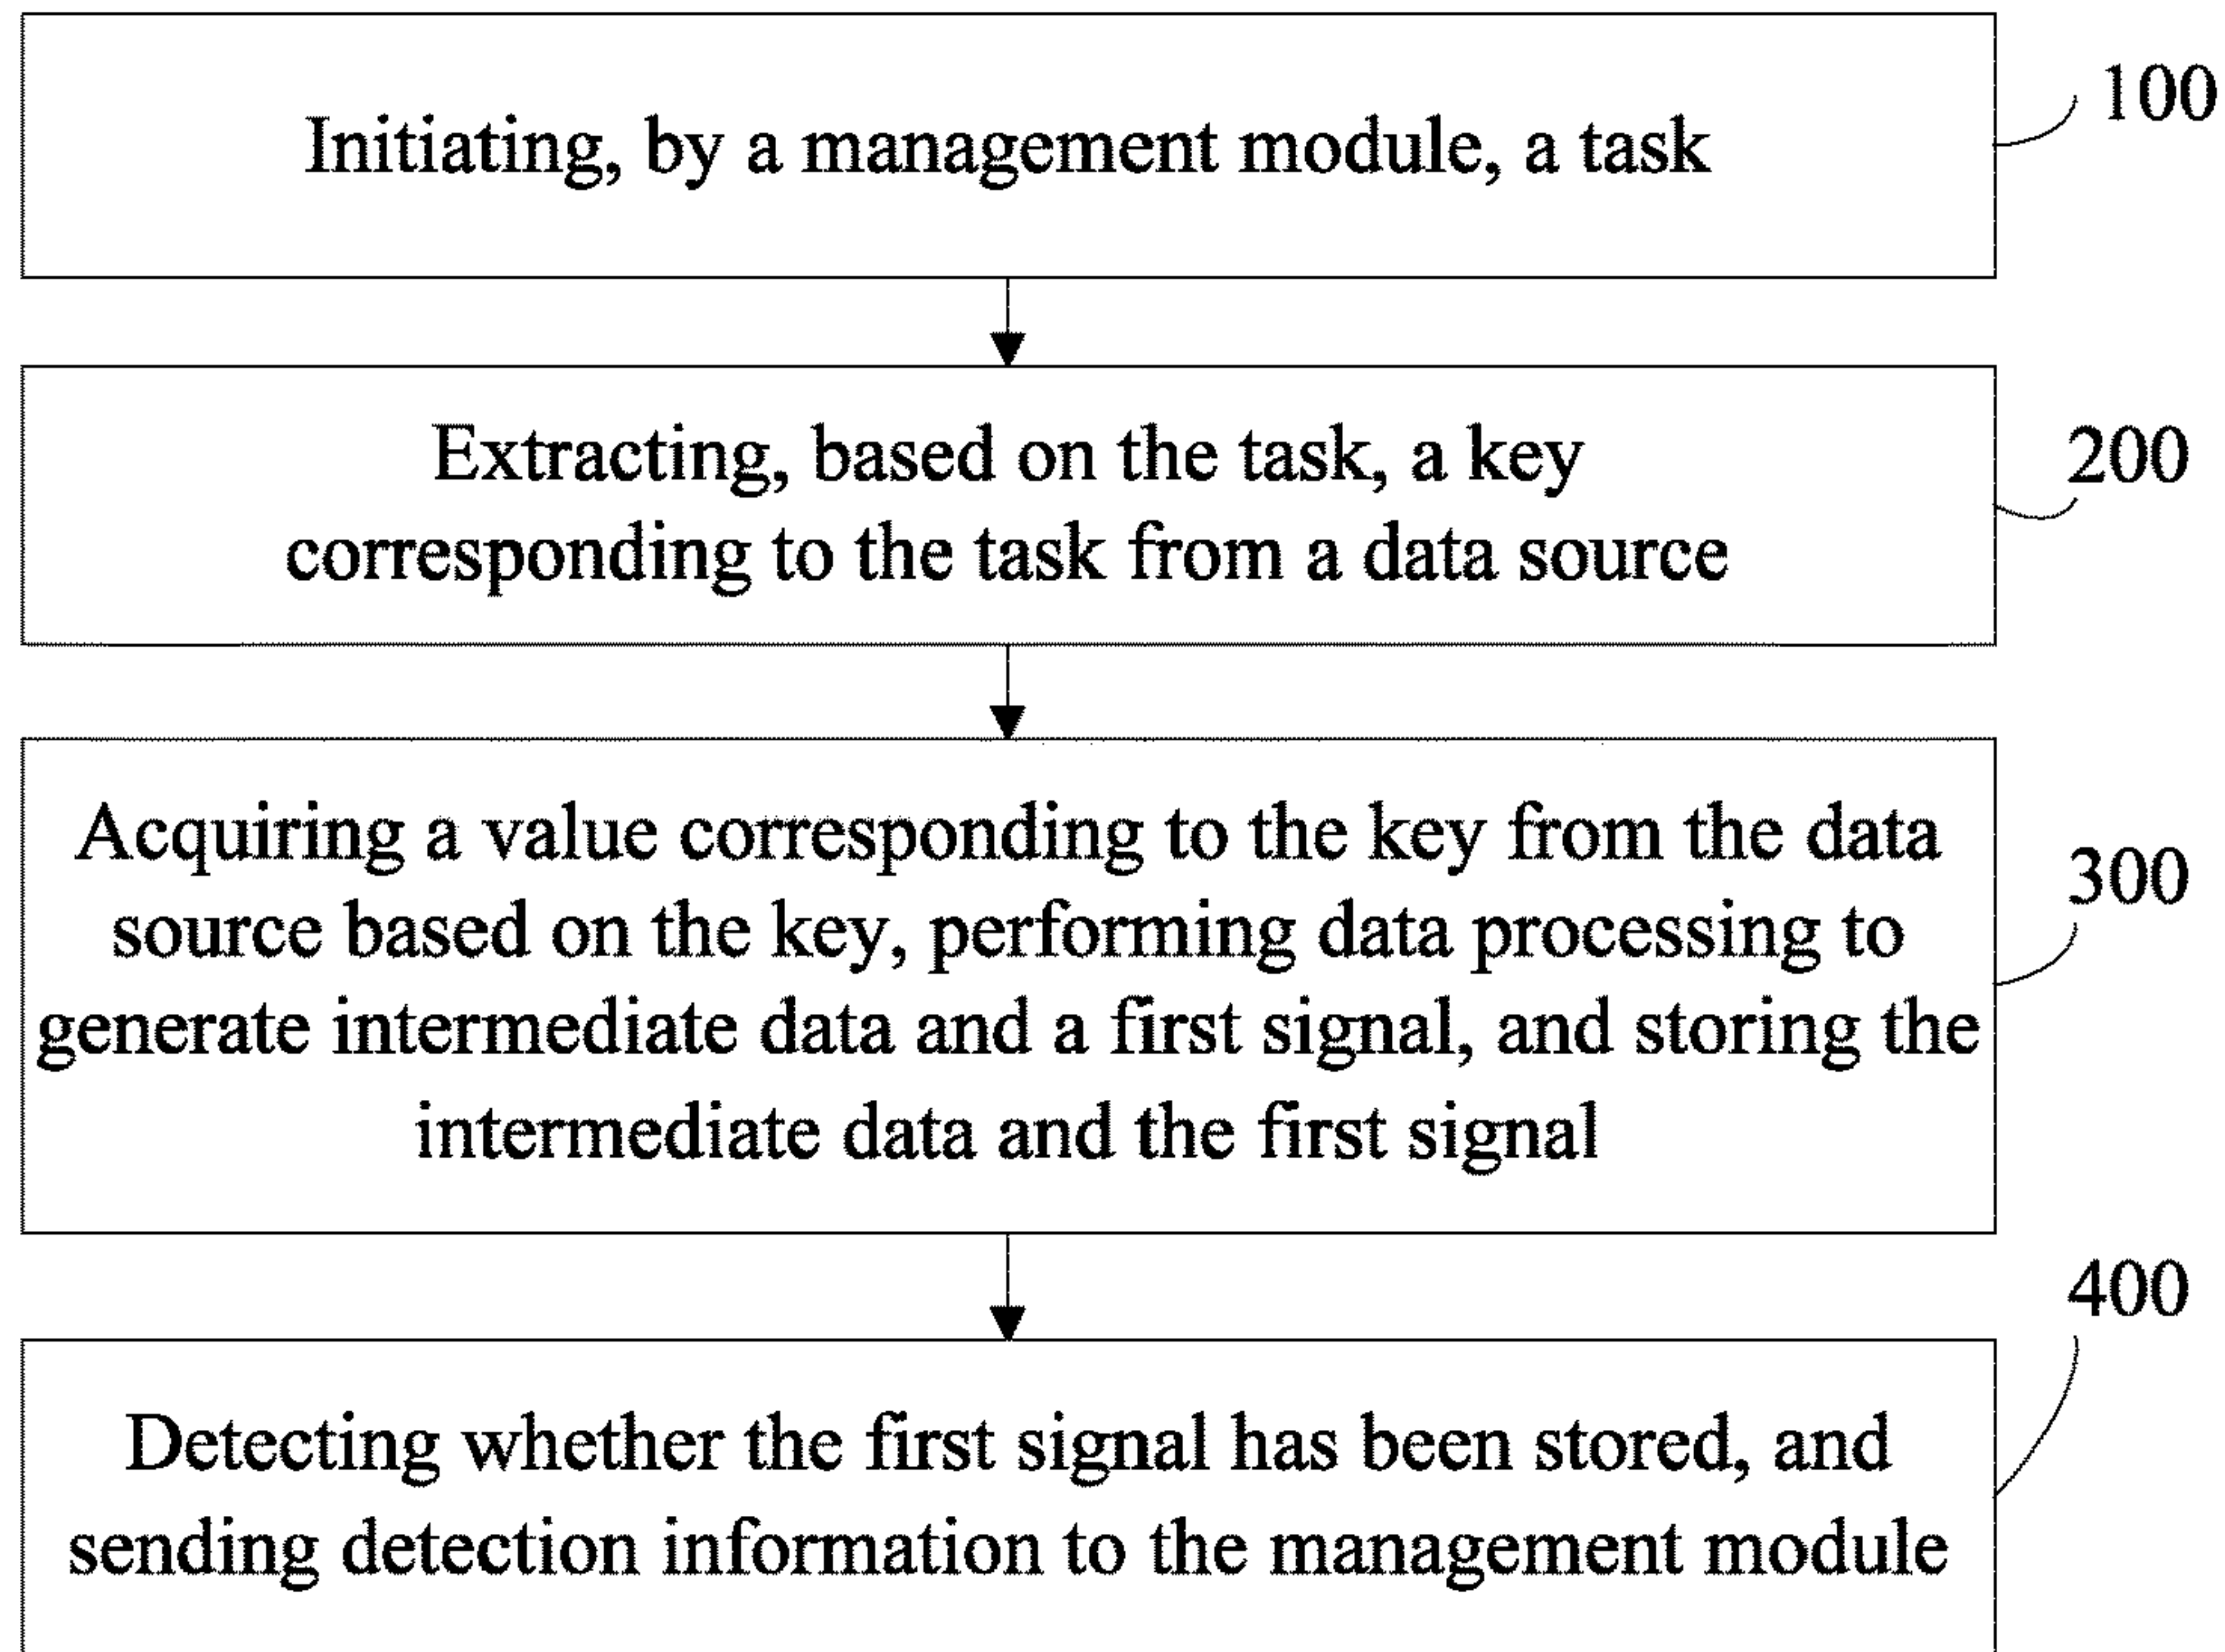 Initiating, by a management module, a task
100
Extracting, based on the task, a key
corresponding to the task from a data source
200
Acquiring a value corresponding to the key from the data
source based on the key, performing data processing to
generate intermediate data and a first signal, and storing the
intermediate data and the first signal
300
Detecting whether the first signal has been stored, and
sending detection information to the management module
400